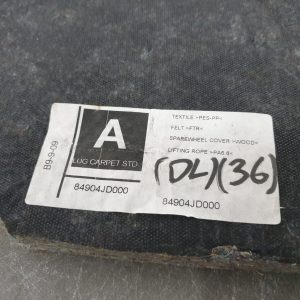 B9-9-09
A
LUG CARPET STD.
84904JD000
TEXTILE >PES-PP<
FELT >FTR<
SPAREWHEEL COVER >WOOD<
LIFTING ROPE >PA6.6<
(DL)(36)
84904JD000